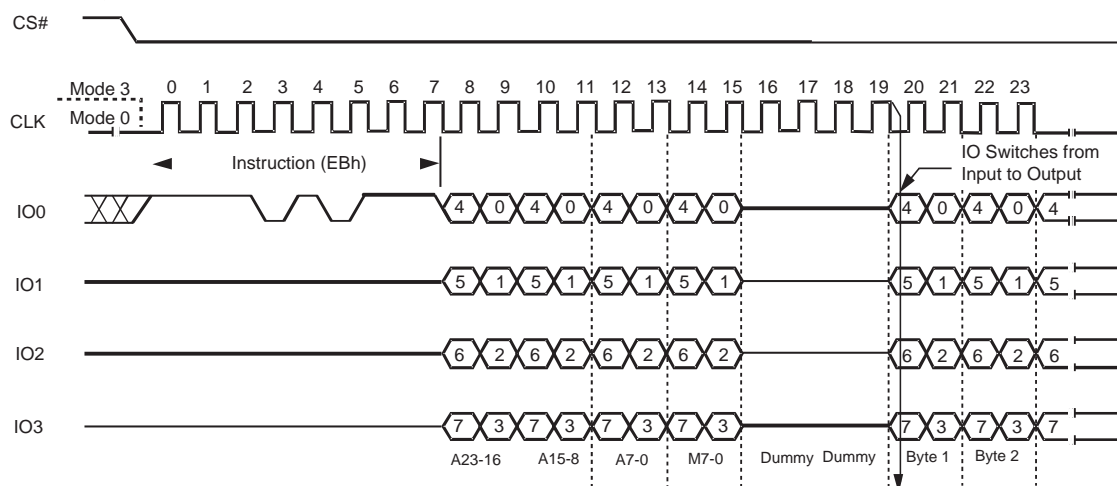 CS#
Mode 3
0 1 2 3 4 5 6 7 8 9 10 11 12 13 14 15 16 17 18 19 20 21 22 23
CLK
Mode 0
Instruction (EBh)
IO Switches from
Input to Output
IO0
4 0 4 0 4 0 4 0 4 0 4 0 4
IO1
5 1 5 1 5 1 5 1 5 1 5 1 5
IO2
6 2 6 2 6 2 6 2 6 2 6 2 6
IO3
7 3 7 3 7 3 7 3 7 3 7 3 7
A23-16 A15-8 A7-0 M7-0 Dummy Dummy Byte 1 Byte 2